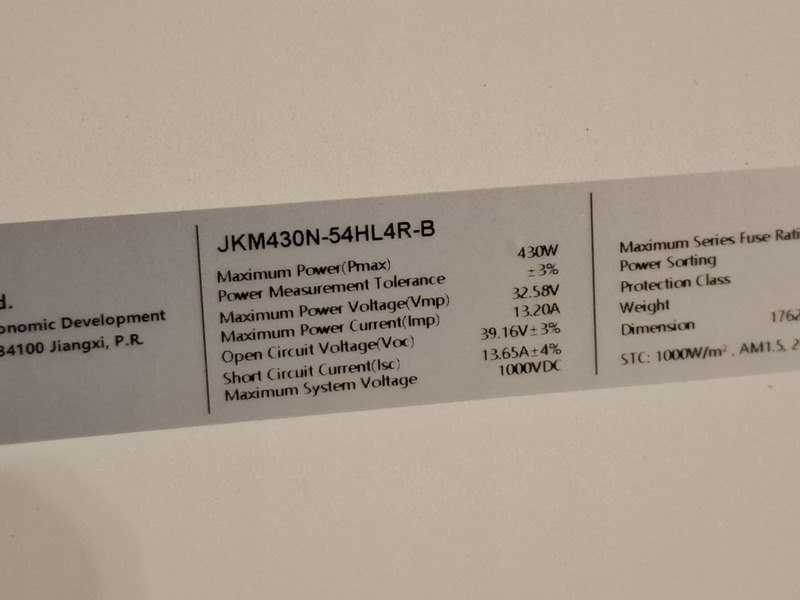 d.
onomic Development
34100 Jiangxi, P.R.
JKM430N-54HL4R-B
Maximum Power(Pmax) 430W
Power Measurement Tolerance ±3%
Maximum Power Voltage(Vmp) 32.58V
Maximum Power Current(Imp) 13.20A
Open Circuit Voltage(Voc) 39.16V±3%
Short Circuit Current(Isc) 13.65A±4%
Maximum System Voltage 1000VDC
Maximum Series Fuse Rati
Power Sorting
Protection Class
Weight
Dimension 1762
STC: 1000W/m², AM1.5, 2